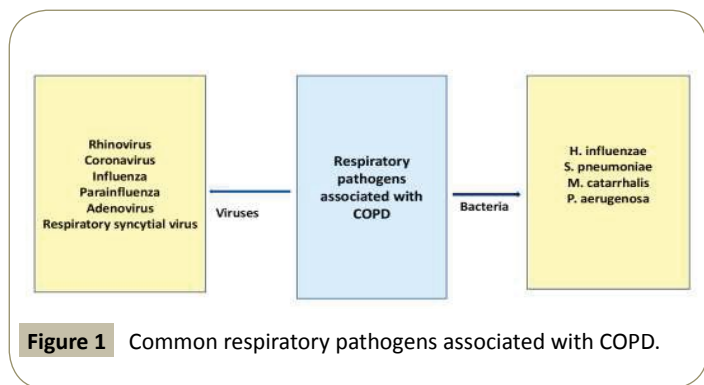 Rhinovirus
Coronavirus
Influenza
Parainfluenza
Adenovirus
Respiratory syncytial virus
Viruses
Respiratory
pathogens
associated with
COPD
Bacteria
H. influenzae
S. pneumoniae
M. catarrhalis
P. aerugenosa
Figure 1 Common respiratory pathogens associated with COPD.